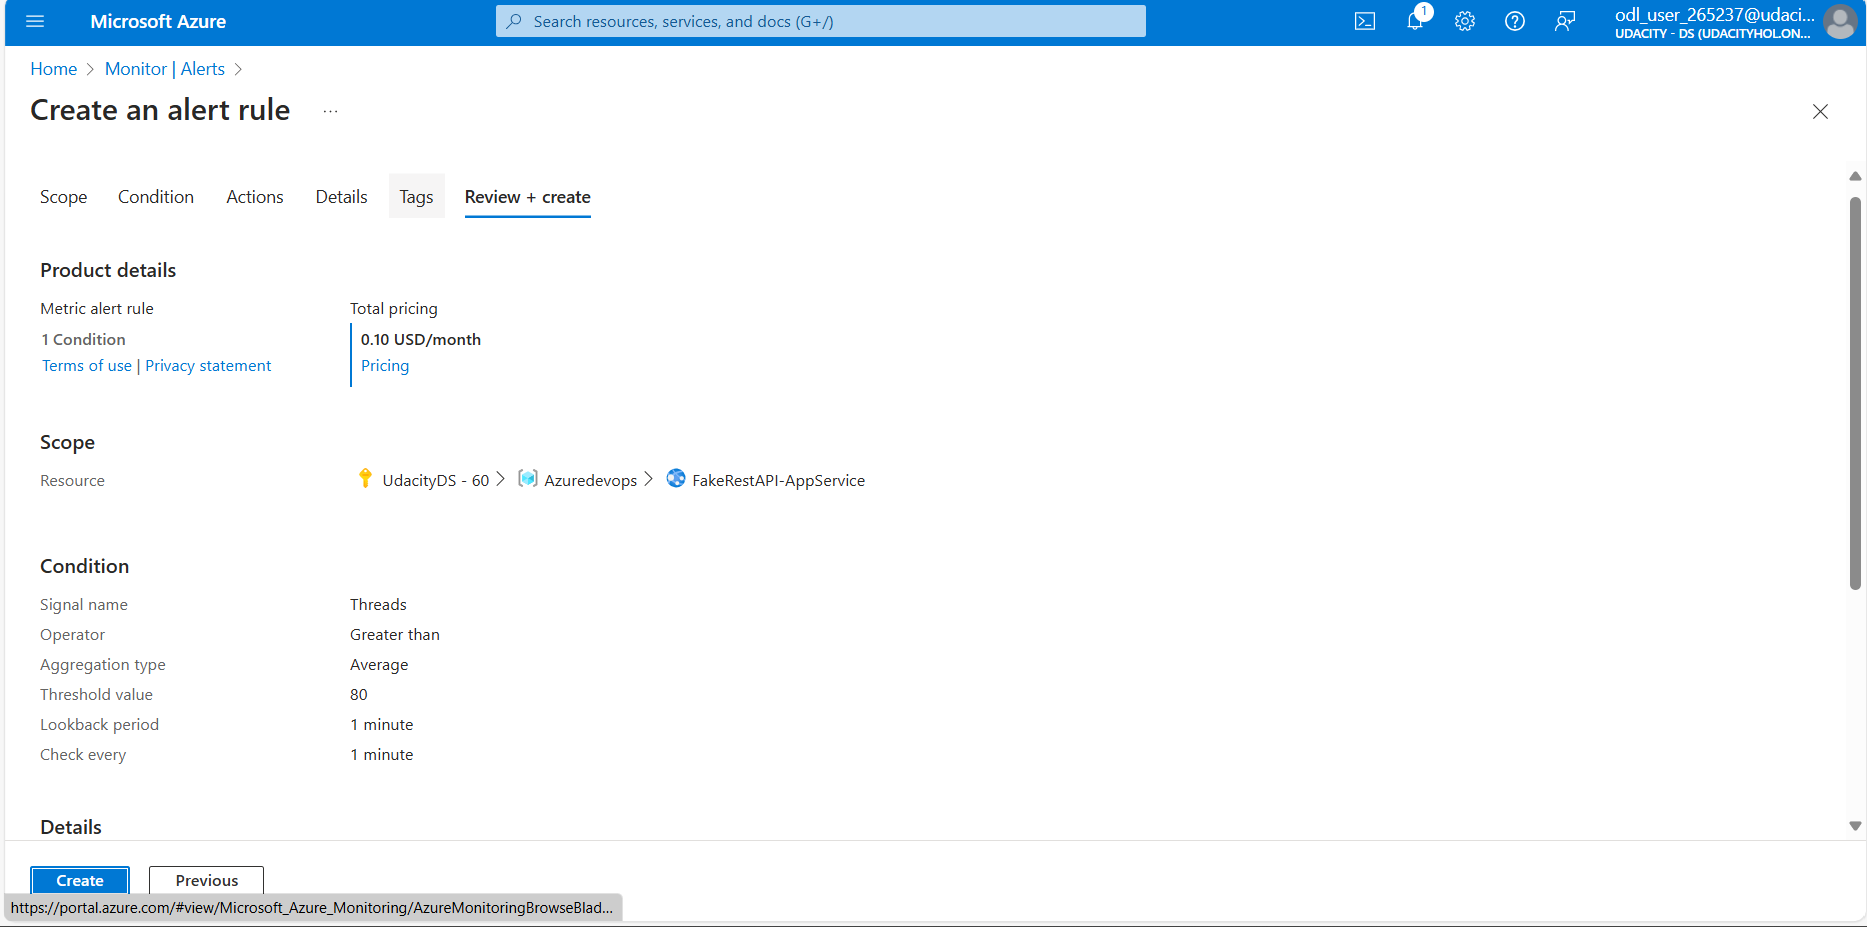 Microsoft Azure
Search resources, services, and docs (G+/)
1
odl_user_265237@udaci...
UDACITY - DS (UDACITYHOL.ON...
Home > Monitor | Alerts >
Create an alert rule ...
Scope Condition Actions Details Tags Review + create
Product details
Metric alert rule Total pricing
1 Condition 0.10 USD/month
Terms of use | Privacy statement Pricing
Scope
Resource UdacityDS - 60 > Azuredevops > FakeRestAPI-AppService
Condition
Signal name Threads
Operator Greater than
Aggregation type Average
Threshold value 80
Lookback period 1 minute
Check every 1 minute
Details
Create Previous
https://portal.azure.com/#view/Microsoft_Azure_Monitoring/AzureMonitoringBrowseBlad...